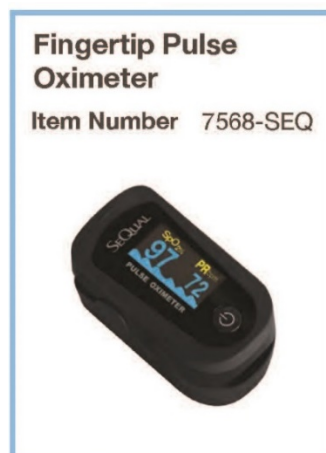 Fingertip Pulse
Oximeter
Item Number 7568-SEQ
SEQUAL
SpO₂
97
PR
72
PULSE OXIMETER